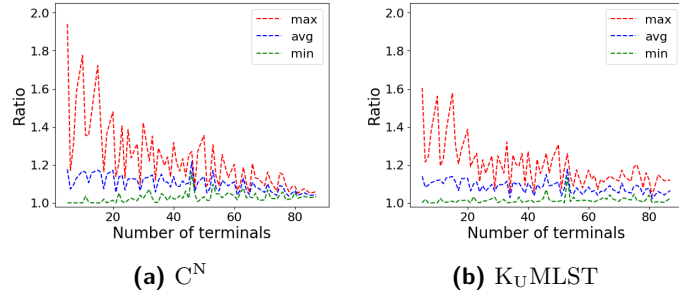 2.0
1.8
1.6
1.4
1.2
1.0
Ratio
20
40
60
80
Number of terminals
max
avg
min
(a) Cᴺ
2.0
1.8
1.6
1.4
1.2
1.0
Ratio
20
40
60
80
Number of terminals
max
avg
min
(b) K_UMLST